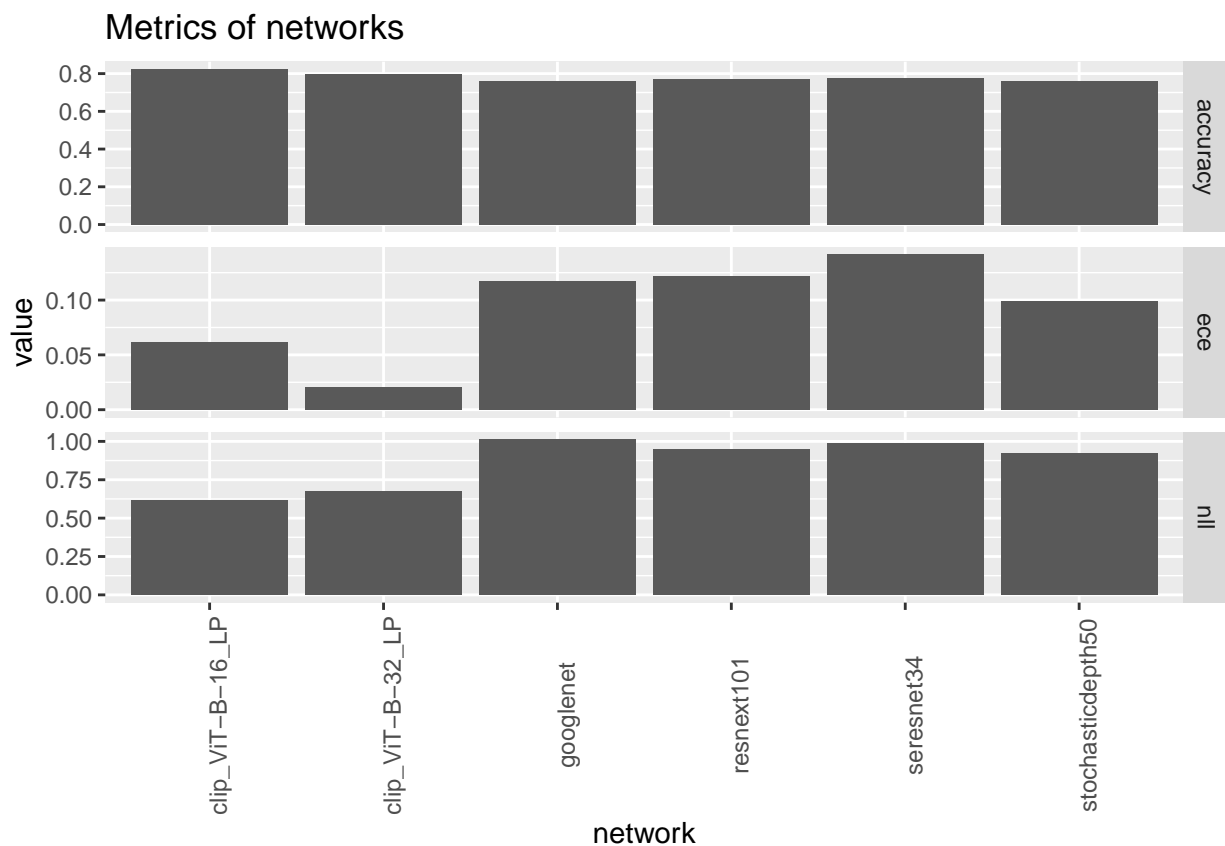 Metrics of networks
0.8
0.6
0.4
0.2
0.0
accuracy
0.10
0.05
0.00
ece
1.00
0.75
0.50
0.25
0.00
nll
value
clip_ViT−B−16_LP
clip_ViT−B−32_LP
googlenet
resnext101
seresnet34
stochasticdepth50
network